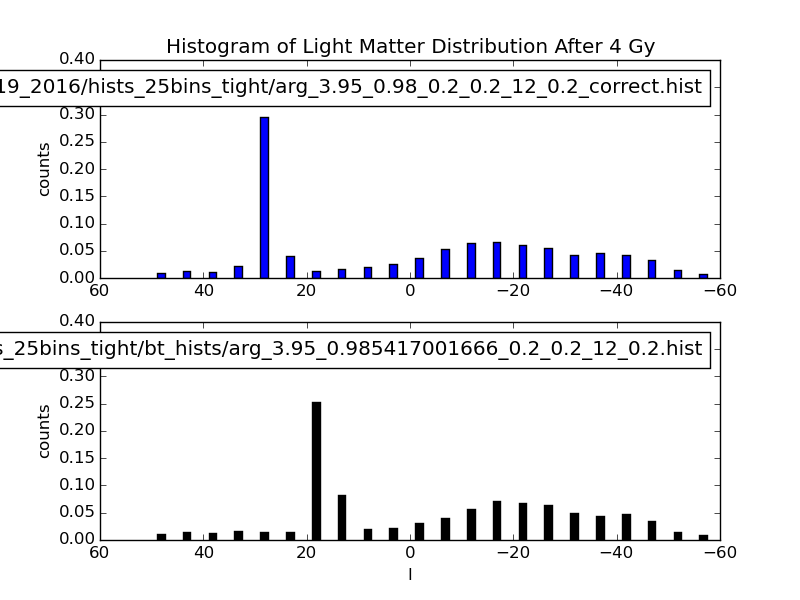 Histogram of Light Matter Distribution After 4 Gy
0.40
19_2016/hists_25bins_tight/arg_3.95_0.98_0.2_0.2_12_0.2_correct.hist
0.30
0.25
0.20
0.15
0.10
0.05
0.00
counts
60 40 20 0 −20 −40 −60
0.40
s_25bins_tight/bt_hists/arg_3.95_0.985417001666_0.2_0.2_12_0.2.hist
0.30
0.25
0.20
0.15
0.10
0.05
0.00
counts
60 40 20 0 −20 −40 −60
l